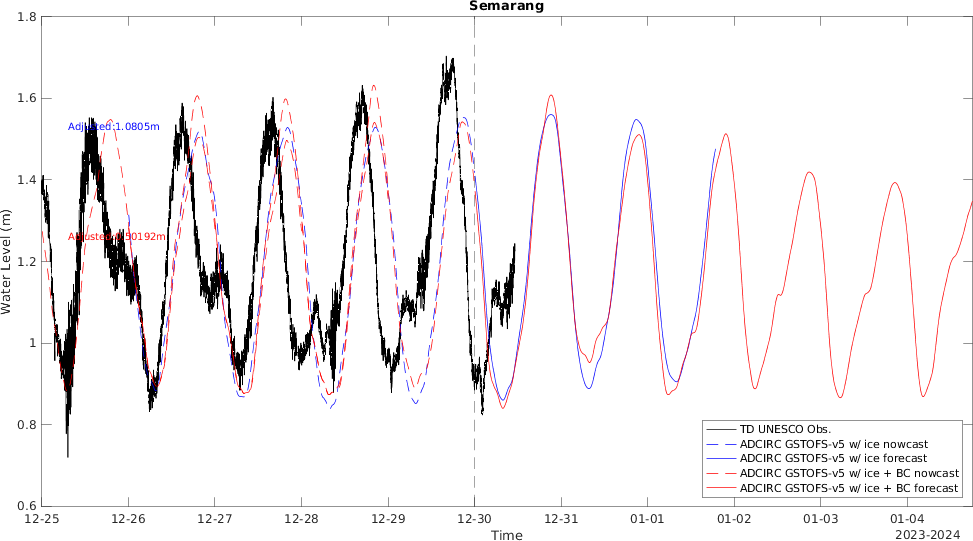 Semarang
1.8
1.6
1.4
1.2
1
0.8
0.6
Water Level (m)
Adjusted:1.0805m
12-25
12-26
12-27
12-28
12-29
12-30
12-31
01-01
01-02
01-03
01-04
Time
2023-2024
TD UNESCO Obs.
ADCIRC GSTOFS-v5 w/ ice nowcast
ADCIRC GSTOFS-v5 w/ ice forecast
ADCIRC GSTOFS-v5 w/ ice + BC nowcast
ADCIRC GSTOFS-v5 w/ ice + BC forecast